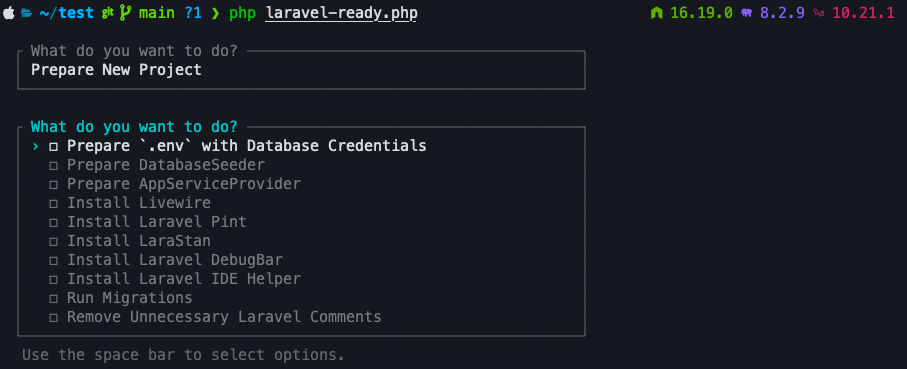 ~/test git main ?1 ❯ php laravel-ready.php 16.19.0 8.2.9 10.21.1
What do you want to do?
Prepare New Project
What do you want to do?
› □ Prepare `.env` with Database Credentials
□ Prepare DatabaseSeeder
□ Prepare AppServiceProvider
□ Install Livewire
□ Install Laravel Pint
□ Install LaraStan
□ Install Laravel DebugBar
□ Install Laravel IDE Helper
□ Run Migrations
□ Remove Unnecessary Laravel Comments
Use the space bar to select options.